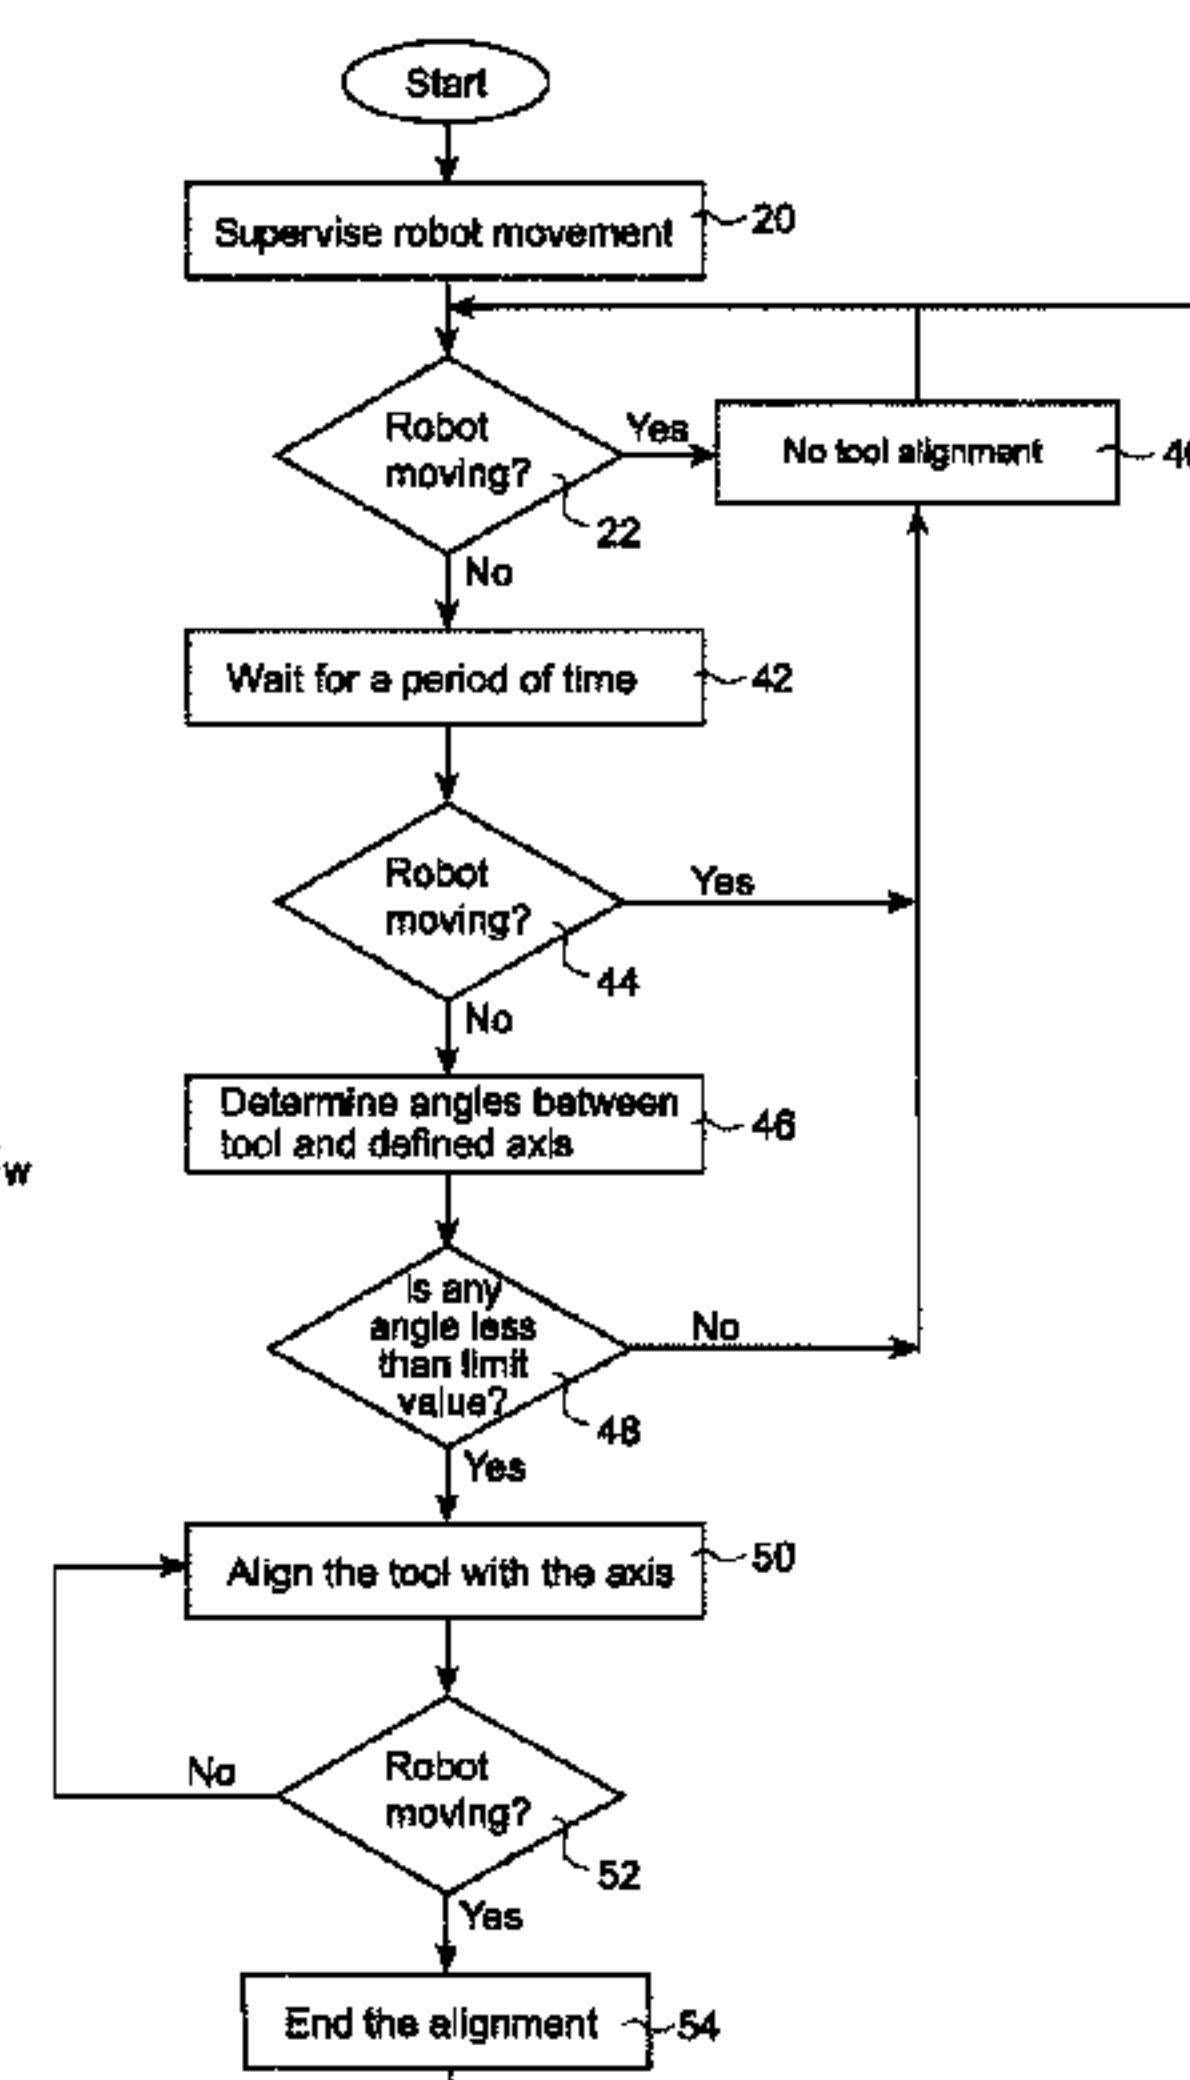 Start
Supervise robot movement
20
Robot
moving?
22
Yes
No tool alignment
No
Wait for a period of time
42
Robot
moving?
44
Yes
No
Determine angles between
tool and defined axis
46
w
Is any
angle less
than limit
value?
48
No
Yes
Align the tool with the axis
50
Robot
moving?
52
No
Yes
End the alignment
54